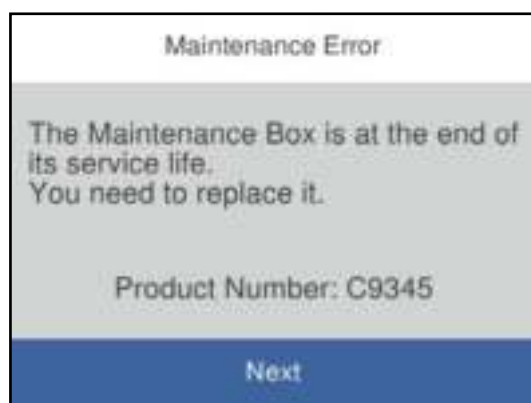 Maintenance Error
The Maintenance Box is at the end of
its service life.
You need to replace it.
Product Number: C9345
Next